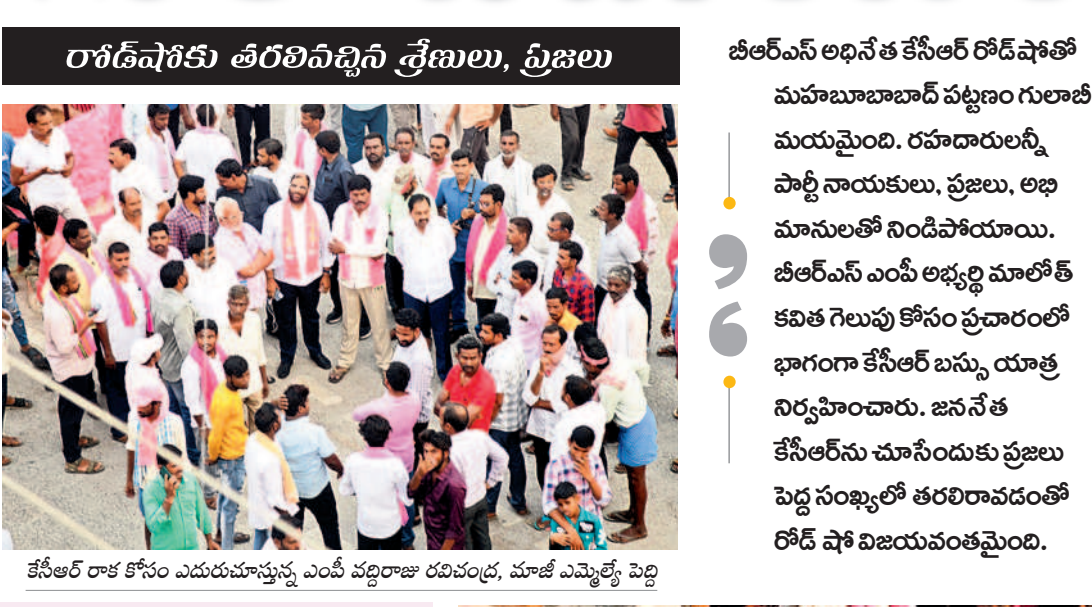 రోడ్‌షోకు తరలివచ్చిన శ్రేణులు, ప్రజలు
కేసీఆర్ రాక కోసం ఎదురుచూస్తున్న ఎంపీ వద్దిరాజు రవిచంద్ర, మాజీ ఎమ్మెల్యే పెద్ది
బీఆర్ఎస్ అధినేత కేసీఆర్ రోడ్‌షోతో
మహబూబాబాద్ పట్టణం గులాబీ
మయమైంది. రహదారులన్నీ
పార్టీ నాయకులు, ప్రజలు, అభి
మానులతో నిండిపోయాయి.
బీఆర్ఎస్ ఎంపీ అభ్యర్థి మాలోత్
కవిత గెలుపు కోసం ప్రచారంలో
భాగంగా కేసీఆర్ బస్సు యాత్ర
నిర్వహించారు. జననేత
కేసీఆర్‌ను చూసేందుకు ప్రజలు
పెద్ద సంఖ్యలో తరలిరావడంతో
రోడ్ షో విజయవంతమైంది.